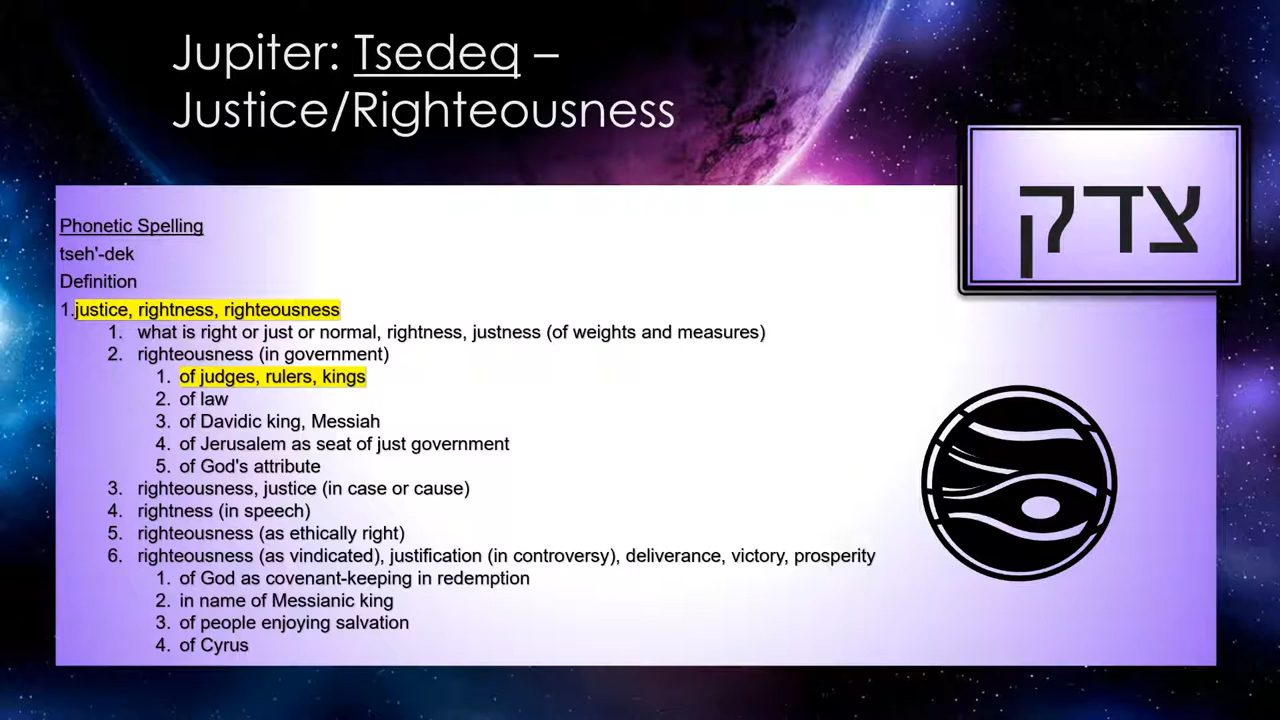 Jupiter: Tsedeq –
Justice/Righteousness
צדק
Phonetic Spelling
tseh'-dek
Definition
1.justice, rightness, righteousness
1. what is right or just or normal, rightness, justness (of weights and measures)
2. righteousness (in government)
1. of judges, rulers, kings
2. of law
3. of Davidic king, Messiah
4. of Jerusalem as seat of just government
5. of God's attribute
3. righteousness, justice (in case or cause)
4. rightness (in speech)
5. righteousness (as ethically right)
6. righteousness (as vindicated), justification (in controversy), deliverance, victory, prosperity
1. of God as covenant-keeping in redemption
2. in name of Messianic king
3. of people enjoying salvation
4. of Cyrus